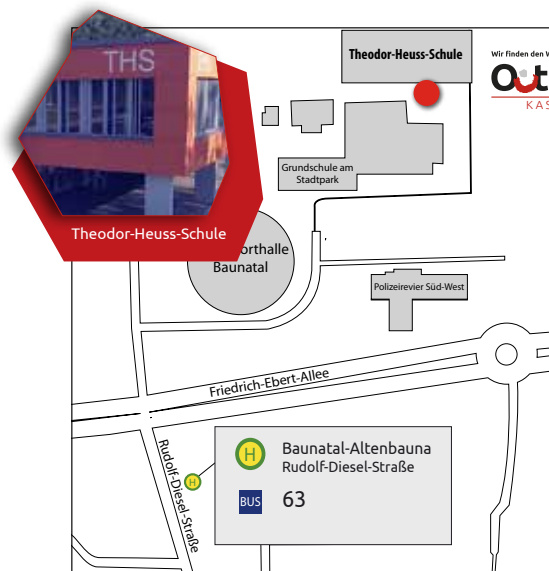 THS
Theodor-Heuss-Schule
Theodor-Heuss-Schule
Wir finden den W
Out
KAS
Grundschule am
Stadtpark
orthalle
Baunatal
Polizeirevier Süd-West
Friedrich-Ebert-Allee
Rudolf-Diesel-Straße
H
H
Baunatal-Altenbauna
Rudolf-Diesel-Straße
BUS
63